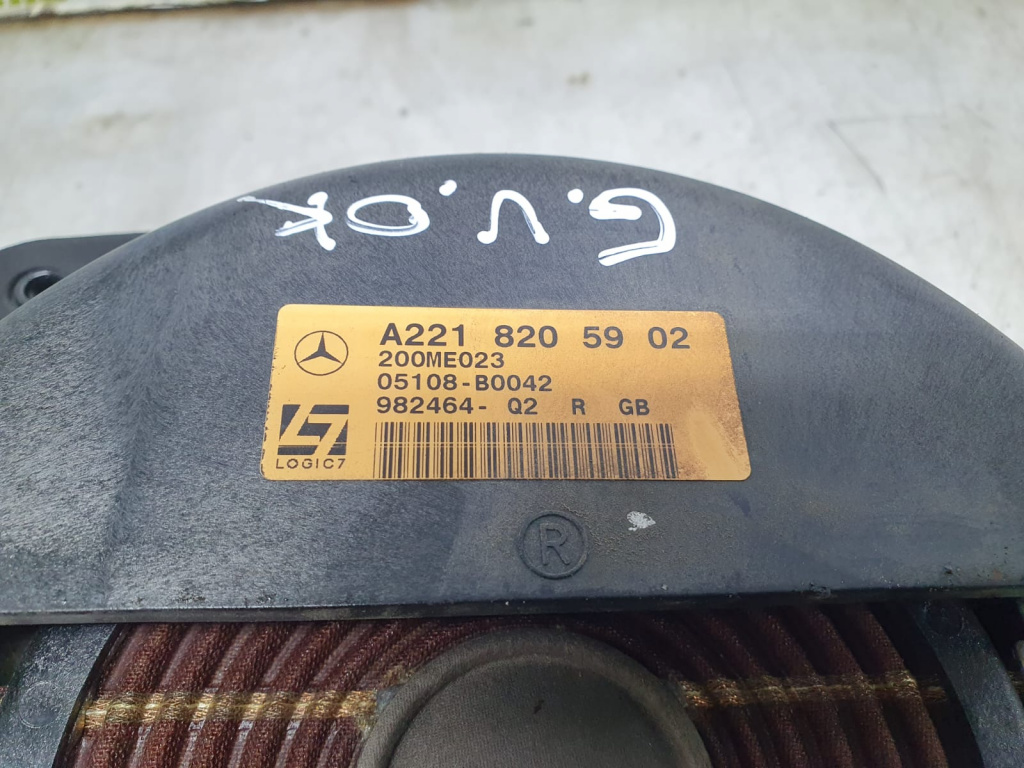 G.V.OK
A221 820 59 02
200ME023
05108-B0042
982464- Q2 R GB
LOGIC7
R